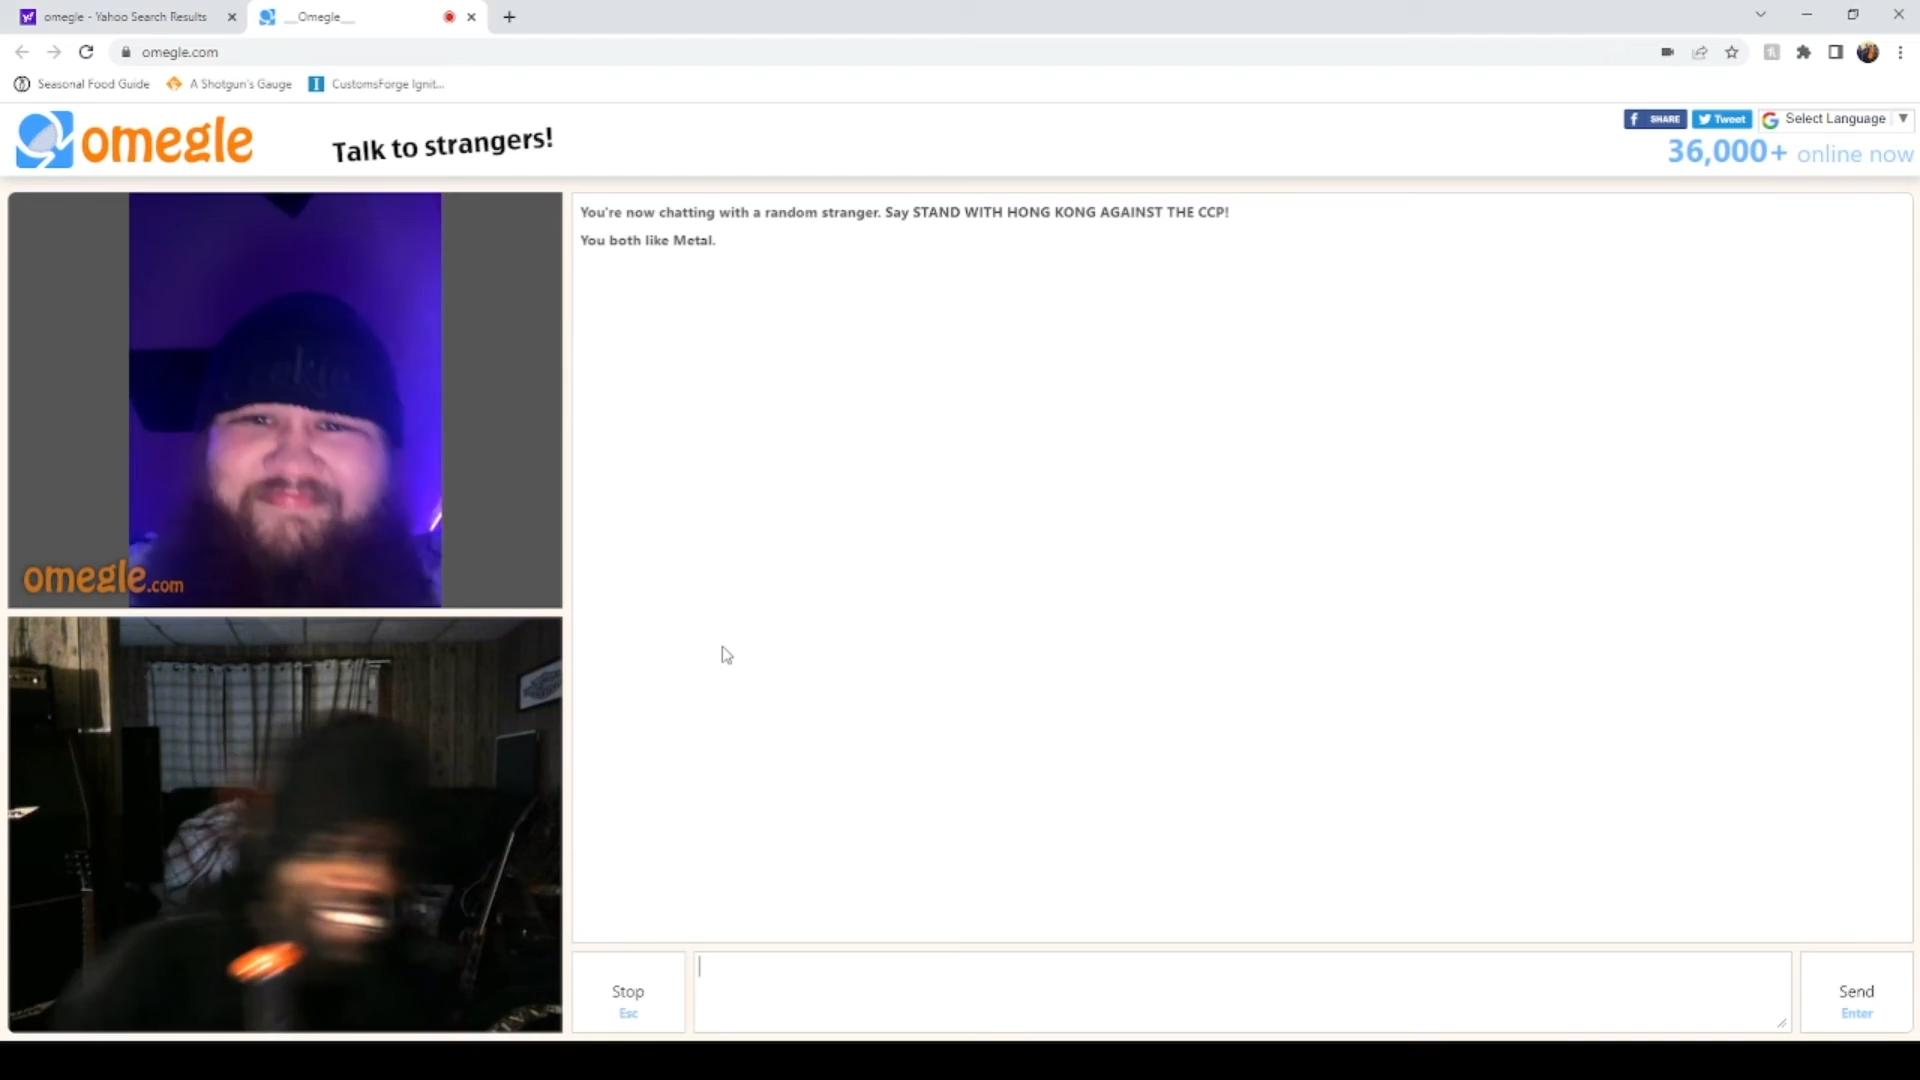 omegle - Yahoo Search Results
__Omegle__
omegle.com
Seasonal Food Guide
A Shotgun's Gauge
CustomsForge Ignit...
omegle
Talk to strangers!
SHARE
Tweet
Select Language
36,000+ online now
You're now chatting with a random stranger. Say STAND WITH HONG KONG AGAINST THE CCP!
You both like Metal.
omegle.com
Stop
Esc
Send
Enter